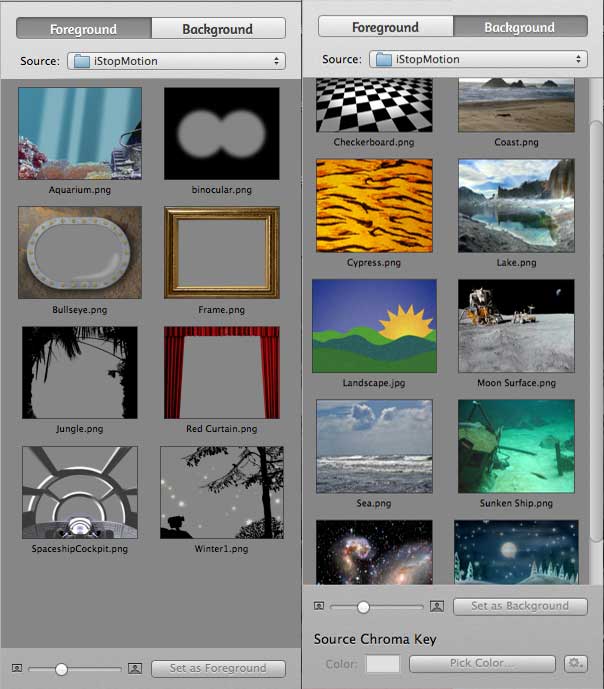 Foreground Background
Source: iStopMotion
Aquarium.png binocular.png
Bullseye.png Frame.png
Jungle.png Red Curtain.png
SpaceshipCockpit.png Winter1.png
Set as Foreground
Foreground Background
Source: iStopMotion
Checkerboard.png Coast.png
Cypress.png Lake.png
Landscape.jpg Moon Surface.png
Sea.png Sunken Ship.png
Set as Background
Source Chroma Key
Color: Pick Color...